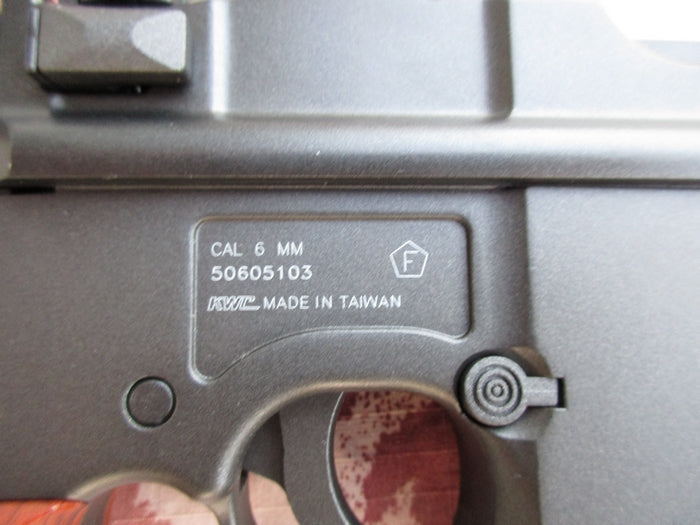 CAL 6 MM
50605103
F
KWC MADE IN TAIWAN